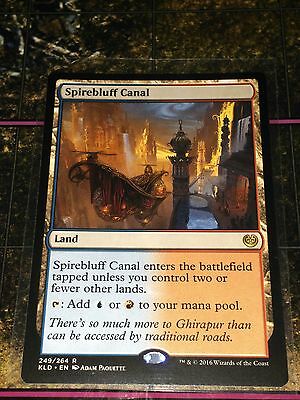 Spirebluff Canal
Land
Spirebluff Canal enters the battlefield
tapped unless you control two or
fewer other lands.
: Add or to your mana pool.
There's so much more to Ghirapur than
can be accessed by traditional roads.
249/264 R
KLD • EN Adam Paquette
™ & © 2016 Wizards of the Coast